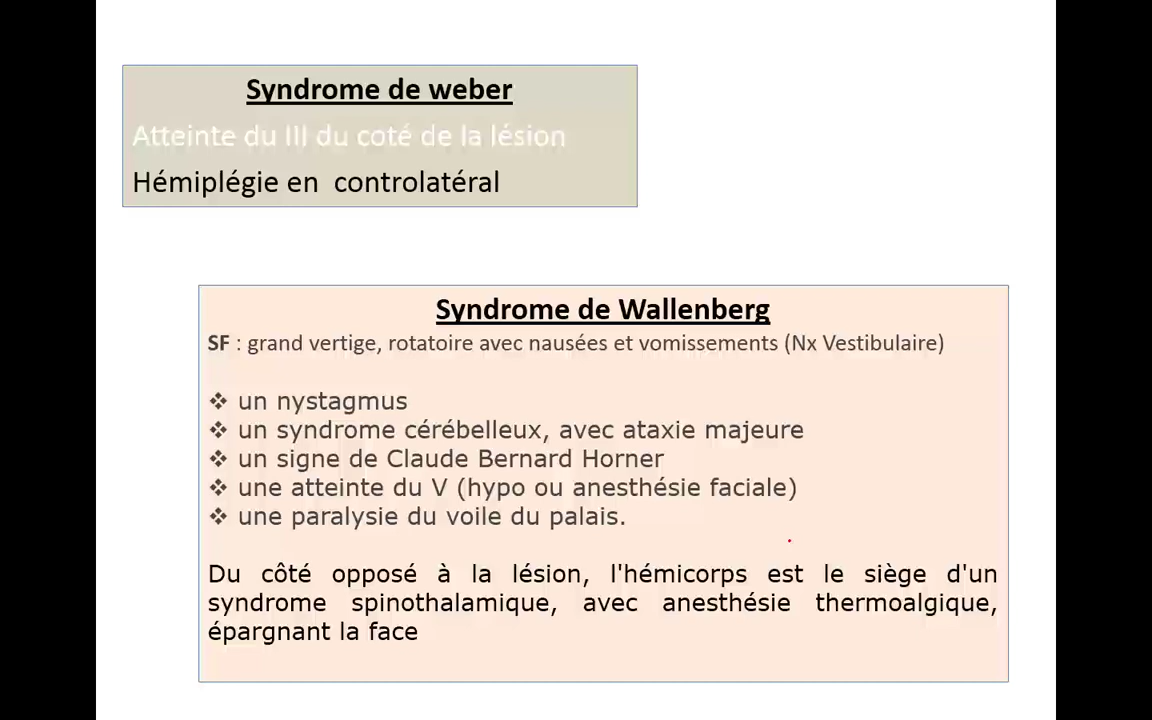 Syndrome de weber
Atteinte du III du coté de la lésion
Hémiplégie en controlatéral
Syndrome de Wallenberg
SF : grand vertige, rotatoire avec nausées et vomissements (Nx Vestibulaire)
❖ un nystagmus
❖ un syndrome cérébelleux, avec ataxie majeure
❖ un signe de Claude Bernard Horner
❖ une atteinte du V (hypo ou anesthésie faciale)
❖ une paralysie du voile du palais.
Du côté opposé à la lésion, l'hémicorps est le siège d'un
syndrome spinothalamique, avec anesthésie thermoalgique,
épargnant la face